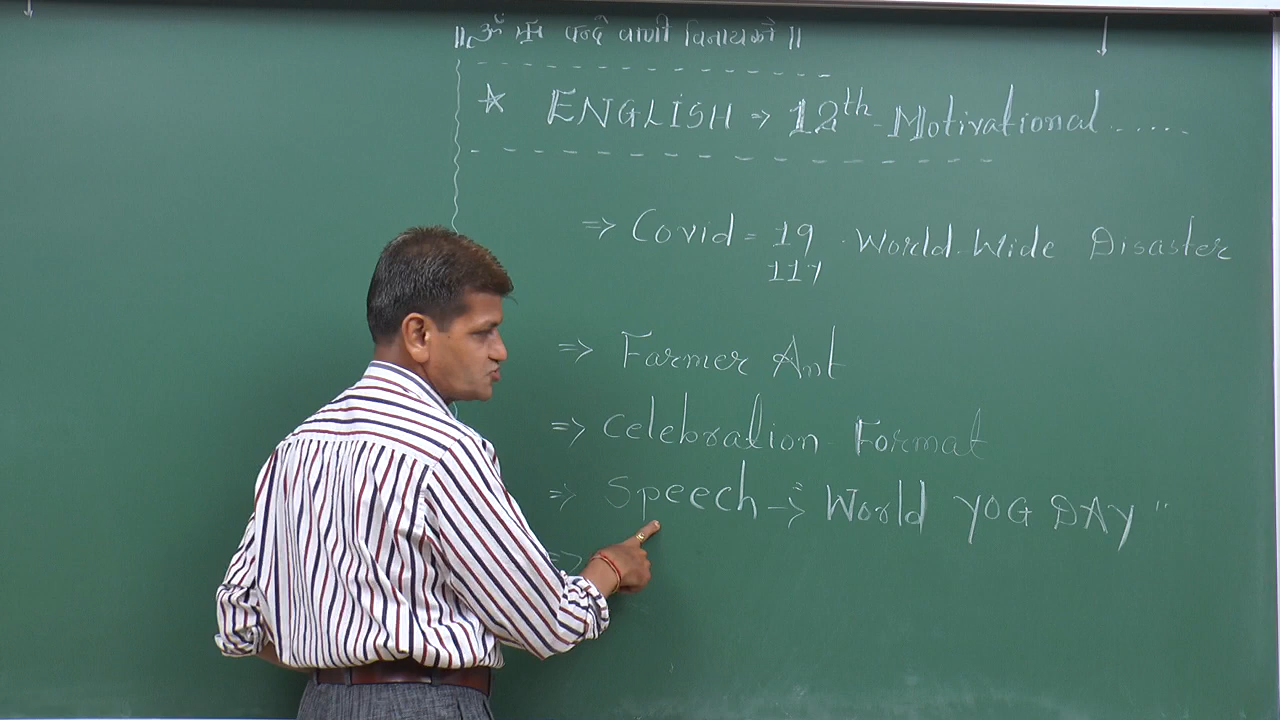 ॥ ॐ वन्दे वाणी विनायकौ ॥
* ENGLISH ⇒ 12th - Motivational ......
⇒ Covid = 19 . World. Wide Disaster
117
⇒ Farmer Ant
⇒ Celebration Format
⇒ Speech → World YOG DAY "
⇒